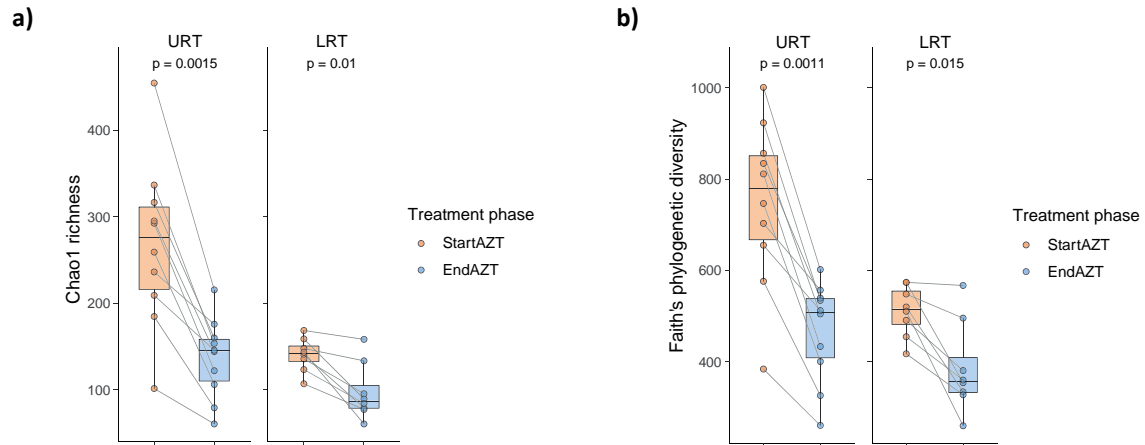 a)
URT
LRT
p = 0.0015
p = 0.01
400
300
200
100
Chao1 richness
Treatment phase
StartAZT
EndAZT
b)
URT
LRT
p = 0.0011
p = 0.015
1000
800
600
400
Faith's phylogenetic diversity
Treatment phase
StartAZT
EndAZT